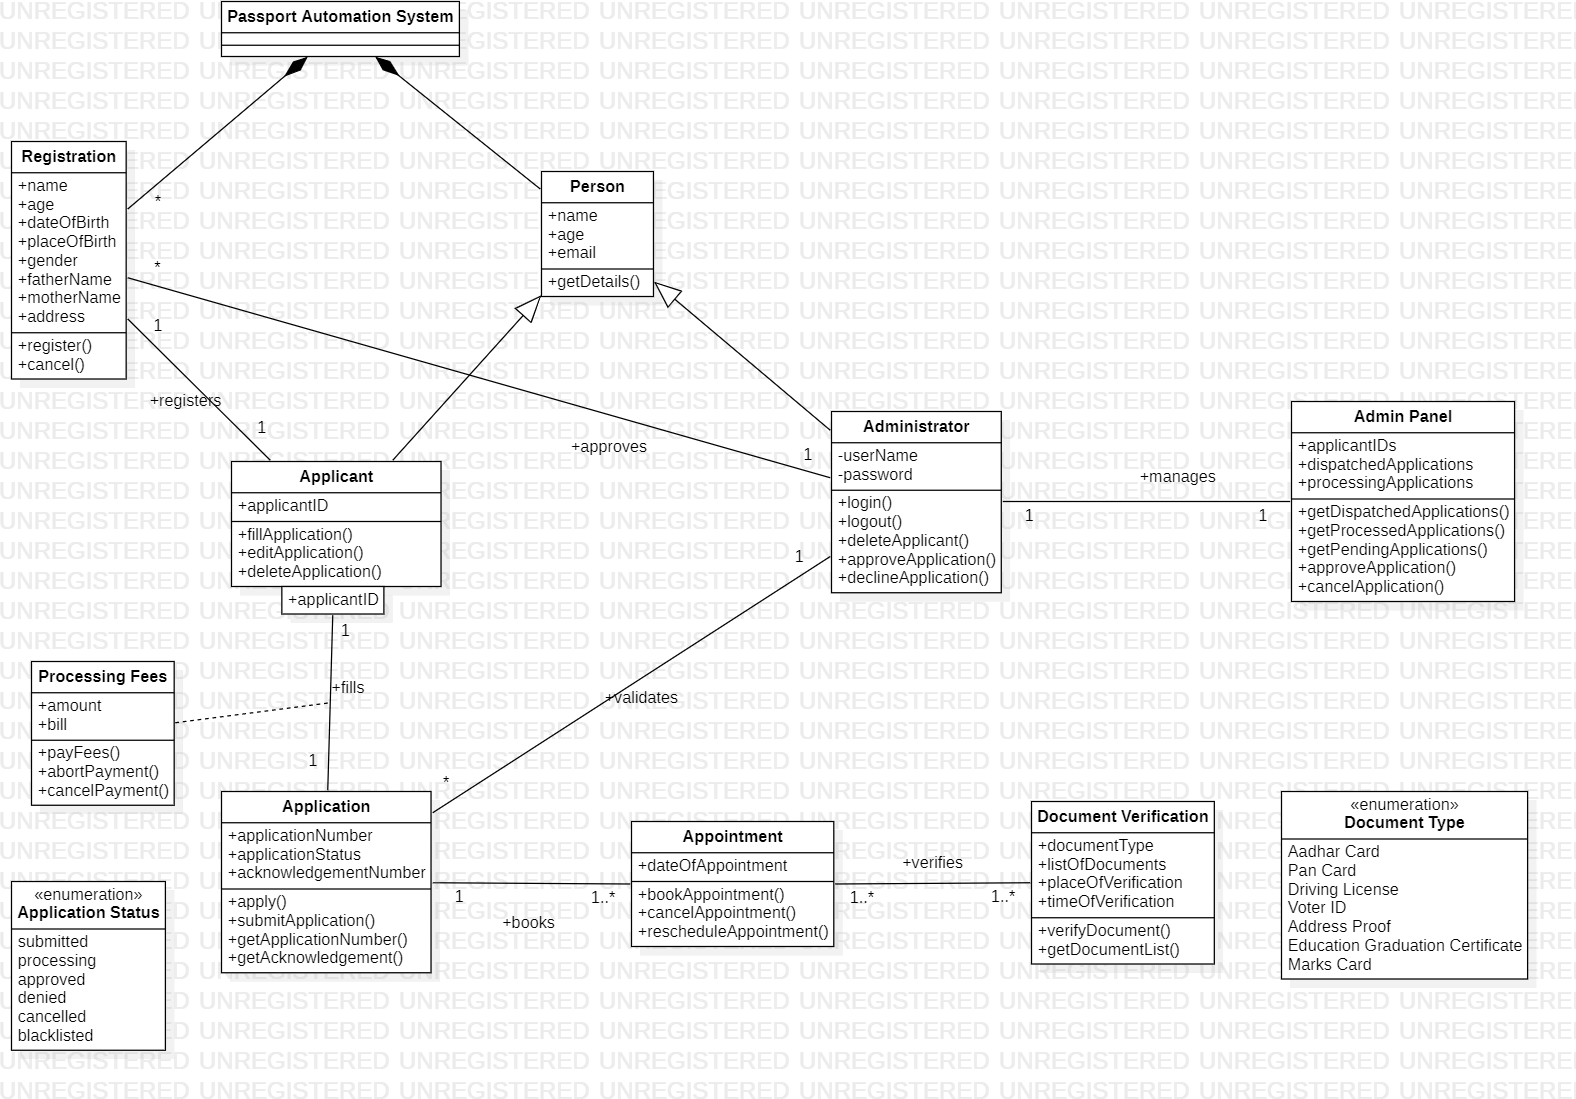 Passport Automation System
Registration
+name
+age
+dateOfBirth
+placeOfBirth
+gender
+fatherName
+motherName
+address
+register()
+cancel()
*
*
1
Person
+name
+age
+email
+getDetails()
+registers
1
+approves
Applicant
+applicantID
+fillApplication()
+editApplication()
+deleteApplication()
+applicantID
1
Administrator
-userName
-password
+login()
+logout()
+deleteApplicant()
+approveApplication()
+declineApplication()
1
1
+manages
1
1
Admin Panel
+applicantIDs
+dispatchedApplications
+processingApplications
+getDispatchedApplications()
+getProcessedApplications()
+getPendingApplications()
+approveApplication()
+cancelApplication()
Processing Fees
+amount
+bill
+payFees()
+abortPayment()
+cancelPayment()
+fills
1
+validates
*
Application
+applicationNumber
+applicationStatus
+acknowledgementNumber
+apply()
+submitApplication()
+getApplicationNumber()
+getAcknowledgement()
1
+books
1..*
Appointment
+dateOfAppointment
+bookAppointment()
+cancelAppointment()
+rescheduleAppointment()
+verifies
1..*
1..*
Document Verification
+documentType
+listOfDocuments
+placeOfVerification
+timeOfVerification
+verifyDocument()
+getDocumentList()
«enumeration»
Document Type
Aadhar Card
Pan Card
Driving License
Voter ID
Address Proof
Education Graduation Certificate
Marks Card
«enumeration»
Application Status
submitted
processing
approved
denied
cancelled
blacklisted
UNREGISTERED